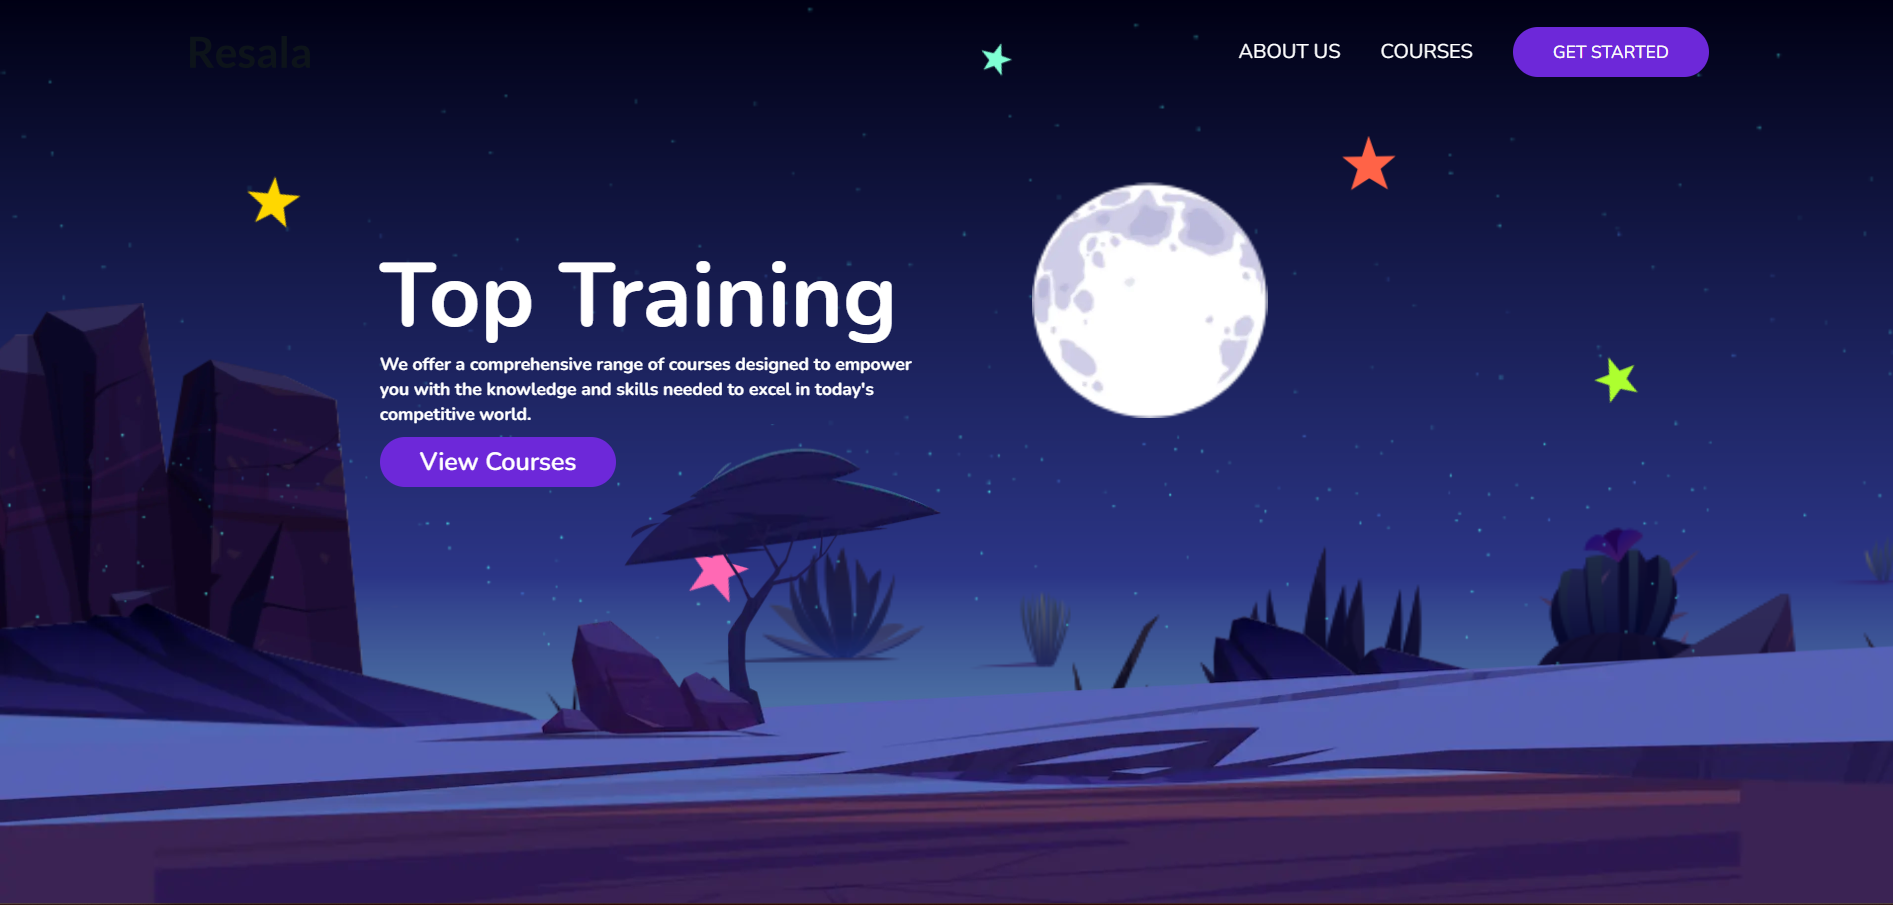 Resala
ABOUT US
COURSES
GET STARTED
Top Training
We offer a comprehensive range of courses designed to empower
you with the knowledge and skills needed to excel in today's
competitive world.
View Courses